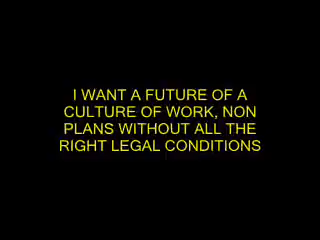 I WANT A FUTURE OF A
CULTURE OF WORK, NON
PLANS WITHOUT ALL THE
RIGHT LEGAL CONDITIONS